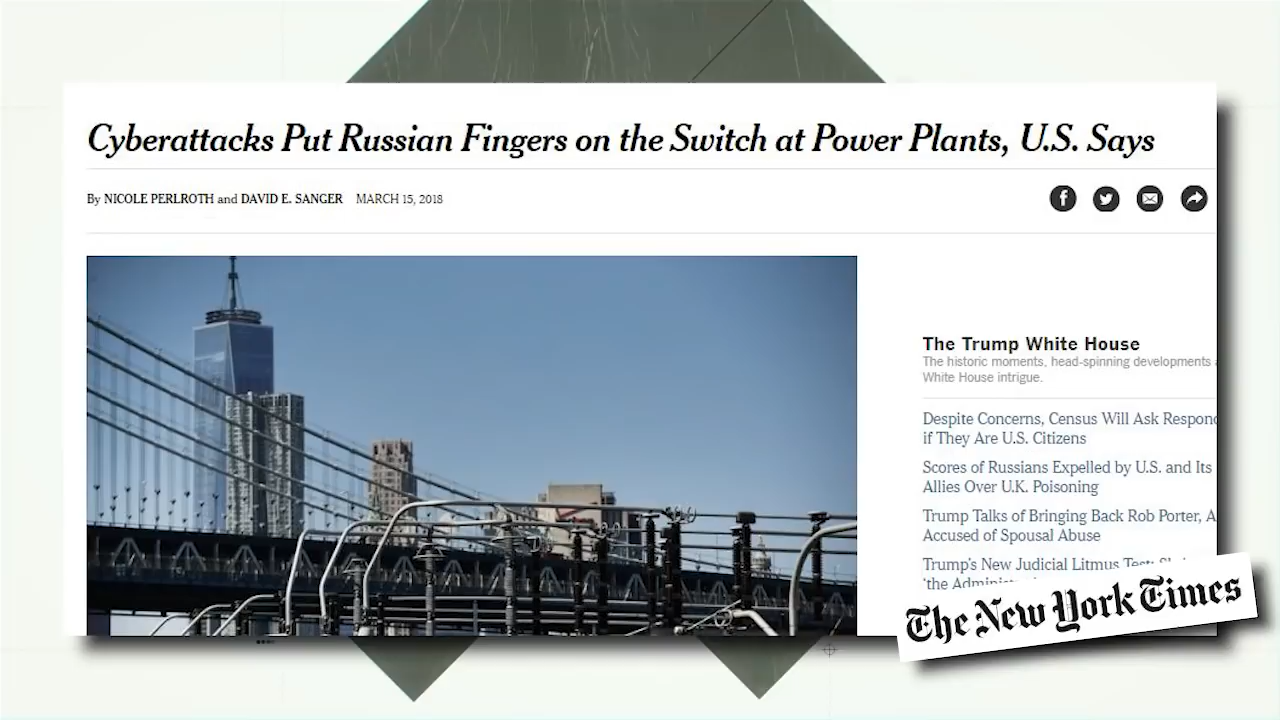 Cyberattacks Put Russian Fingers on the Switch at Power Plants, U.S. Says
By NICOLE PERLROTH and DAVID E. SANGER MARCH 15, 2018
The Trump White House
The historic moments, head-spinning developments
White House intrigue.
Despite Concerns, Census Will Ask
if They Are U.S. Citizens
Scores of Russians Expelled by U.S. and Its
Allies Over U.K. Poisoning
Trump Talks of Bringing Back Rob Porter,
Accused of Spousal Abuse
Trump's New Judicial Litmus
'the
The New York Times